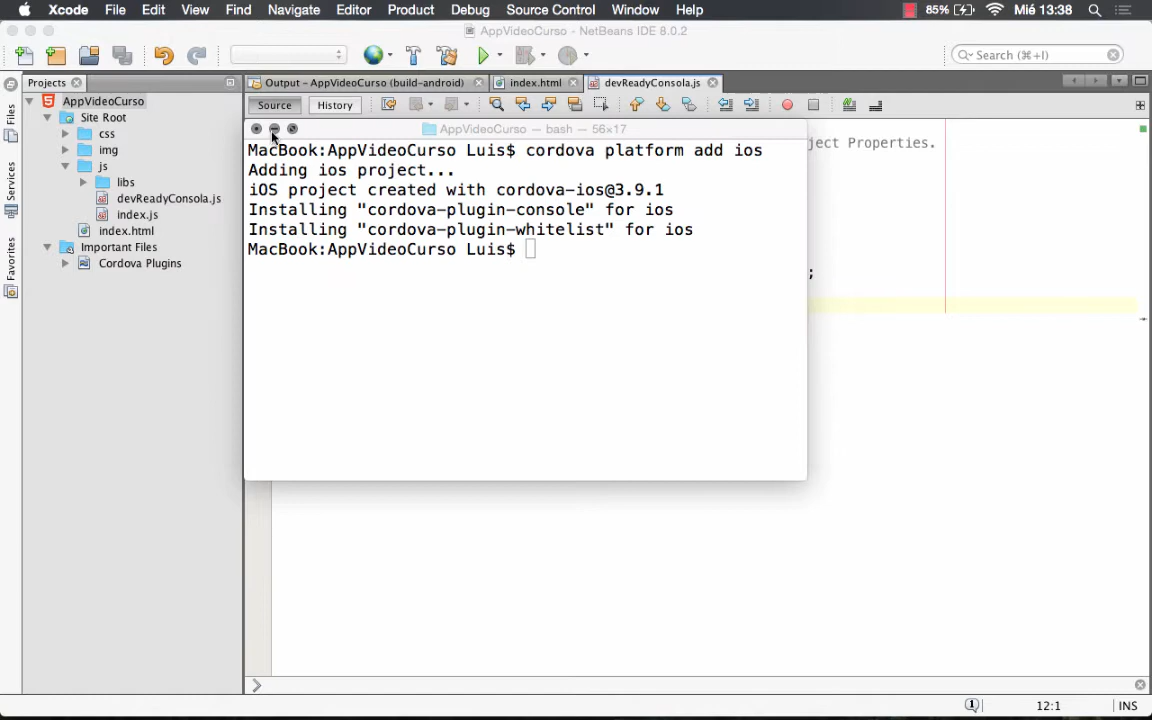 Xcode File Edit View Find Navigate Editor Product Debug Source Control Window Help 85% Mié 13:38
AppVideoCurso - NetBeans IDE 8.0.2
Search (⌘+I)
Projects Output - AppVideoCurso (build-android) index.html devReadyConsola.js
Source History
Files
Services
Favorites
AppVideoCurso
Site Root
css
img
js
libs
devReadyConsola.js
index.js
index.html
Important Files
Cordova Plugins
AppVideoCurso — bash — 56×17
MacBook:AppVideoCurso Luis$ cordova platform add ios
Adding ios project...
iOS project created with cordova-ios@3.9.1
Installing "cordova-plugin-console" for ios
Installing "cordova-plugin-whitelist" for ios
MacBook:AppVideoCurso Luis$
ject Properties.
;
1
12:1
INS